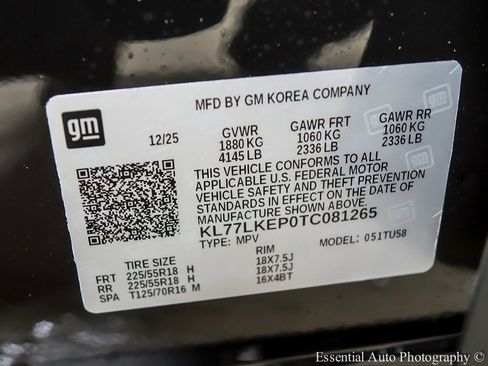 MFD BY GM KOREA COMPANY
gm
12/25
GVWR
1880 KG
4145 LB
GAWR FRT
1060 KG
2336 LB
GAWR RR
1060 KG
2336 LB
THIS VEHICLE CONFORMS TO ALL
APPLICABLE U.S. FEDERAL MOTOR
VEHICLE SAFETY AND THEFT PREVENTION
STANDARDS IN EFFECT ON THE DATE OF
MANUFACTURE SHOWN ABOVE.
KL77LKEP0TC081265
TYPE: MPV
MODEL: 051TU58
TIRE SIZE
RIM
FRT 225/55R18 H 18X7.5J
RR 225/55R18 H 18X7.5J
SPA T125/70R16 M 16X4BT
Essential Auto Photography ©